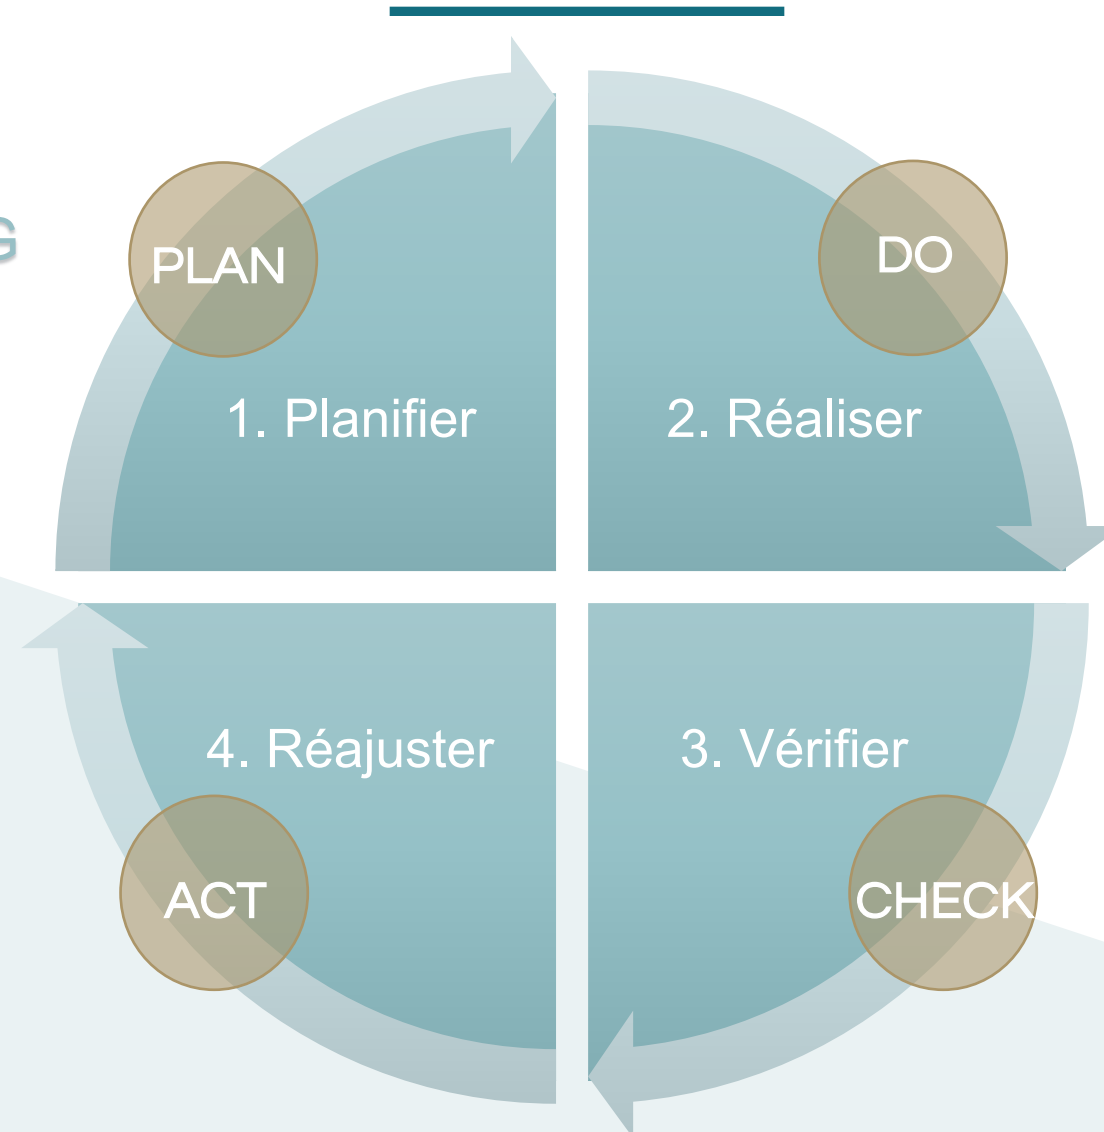 G
PLAN
DO
1. Planifier
2. Réaliser
4. Réajuster
3. Vérifier
ACT
CHECK